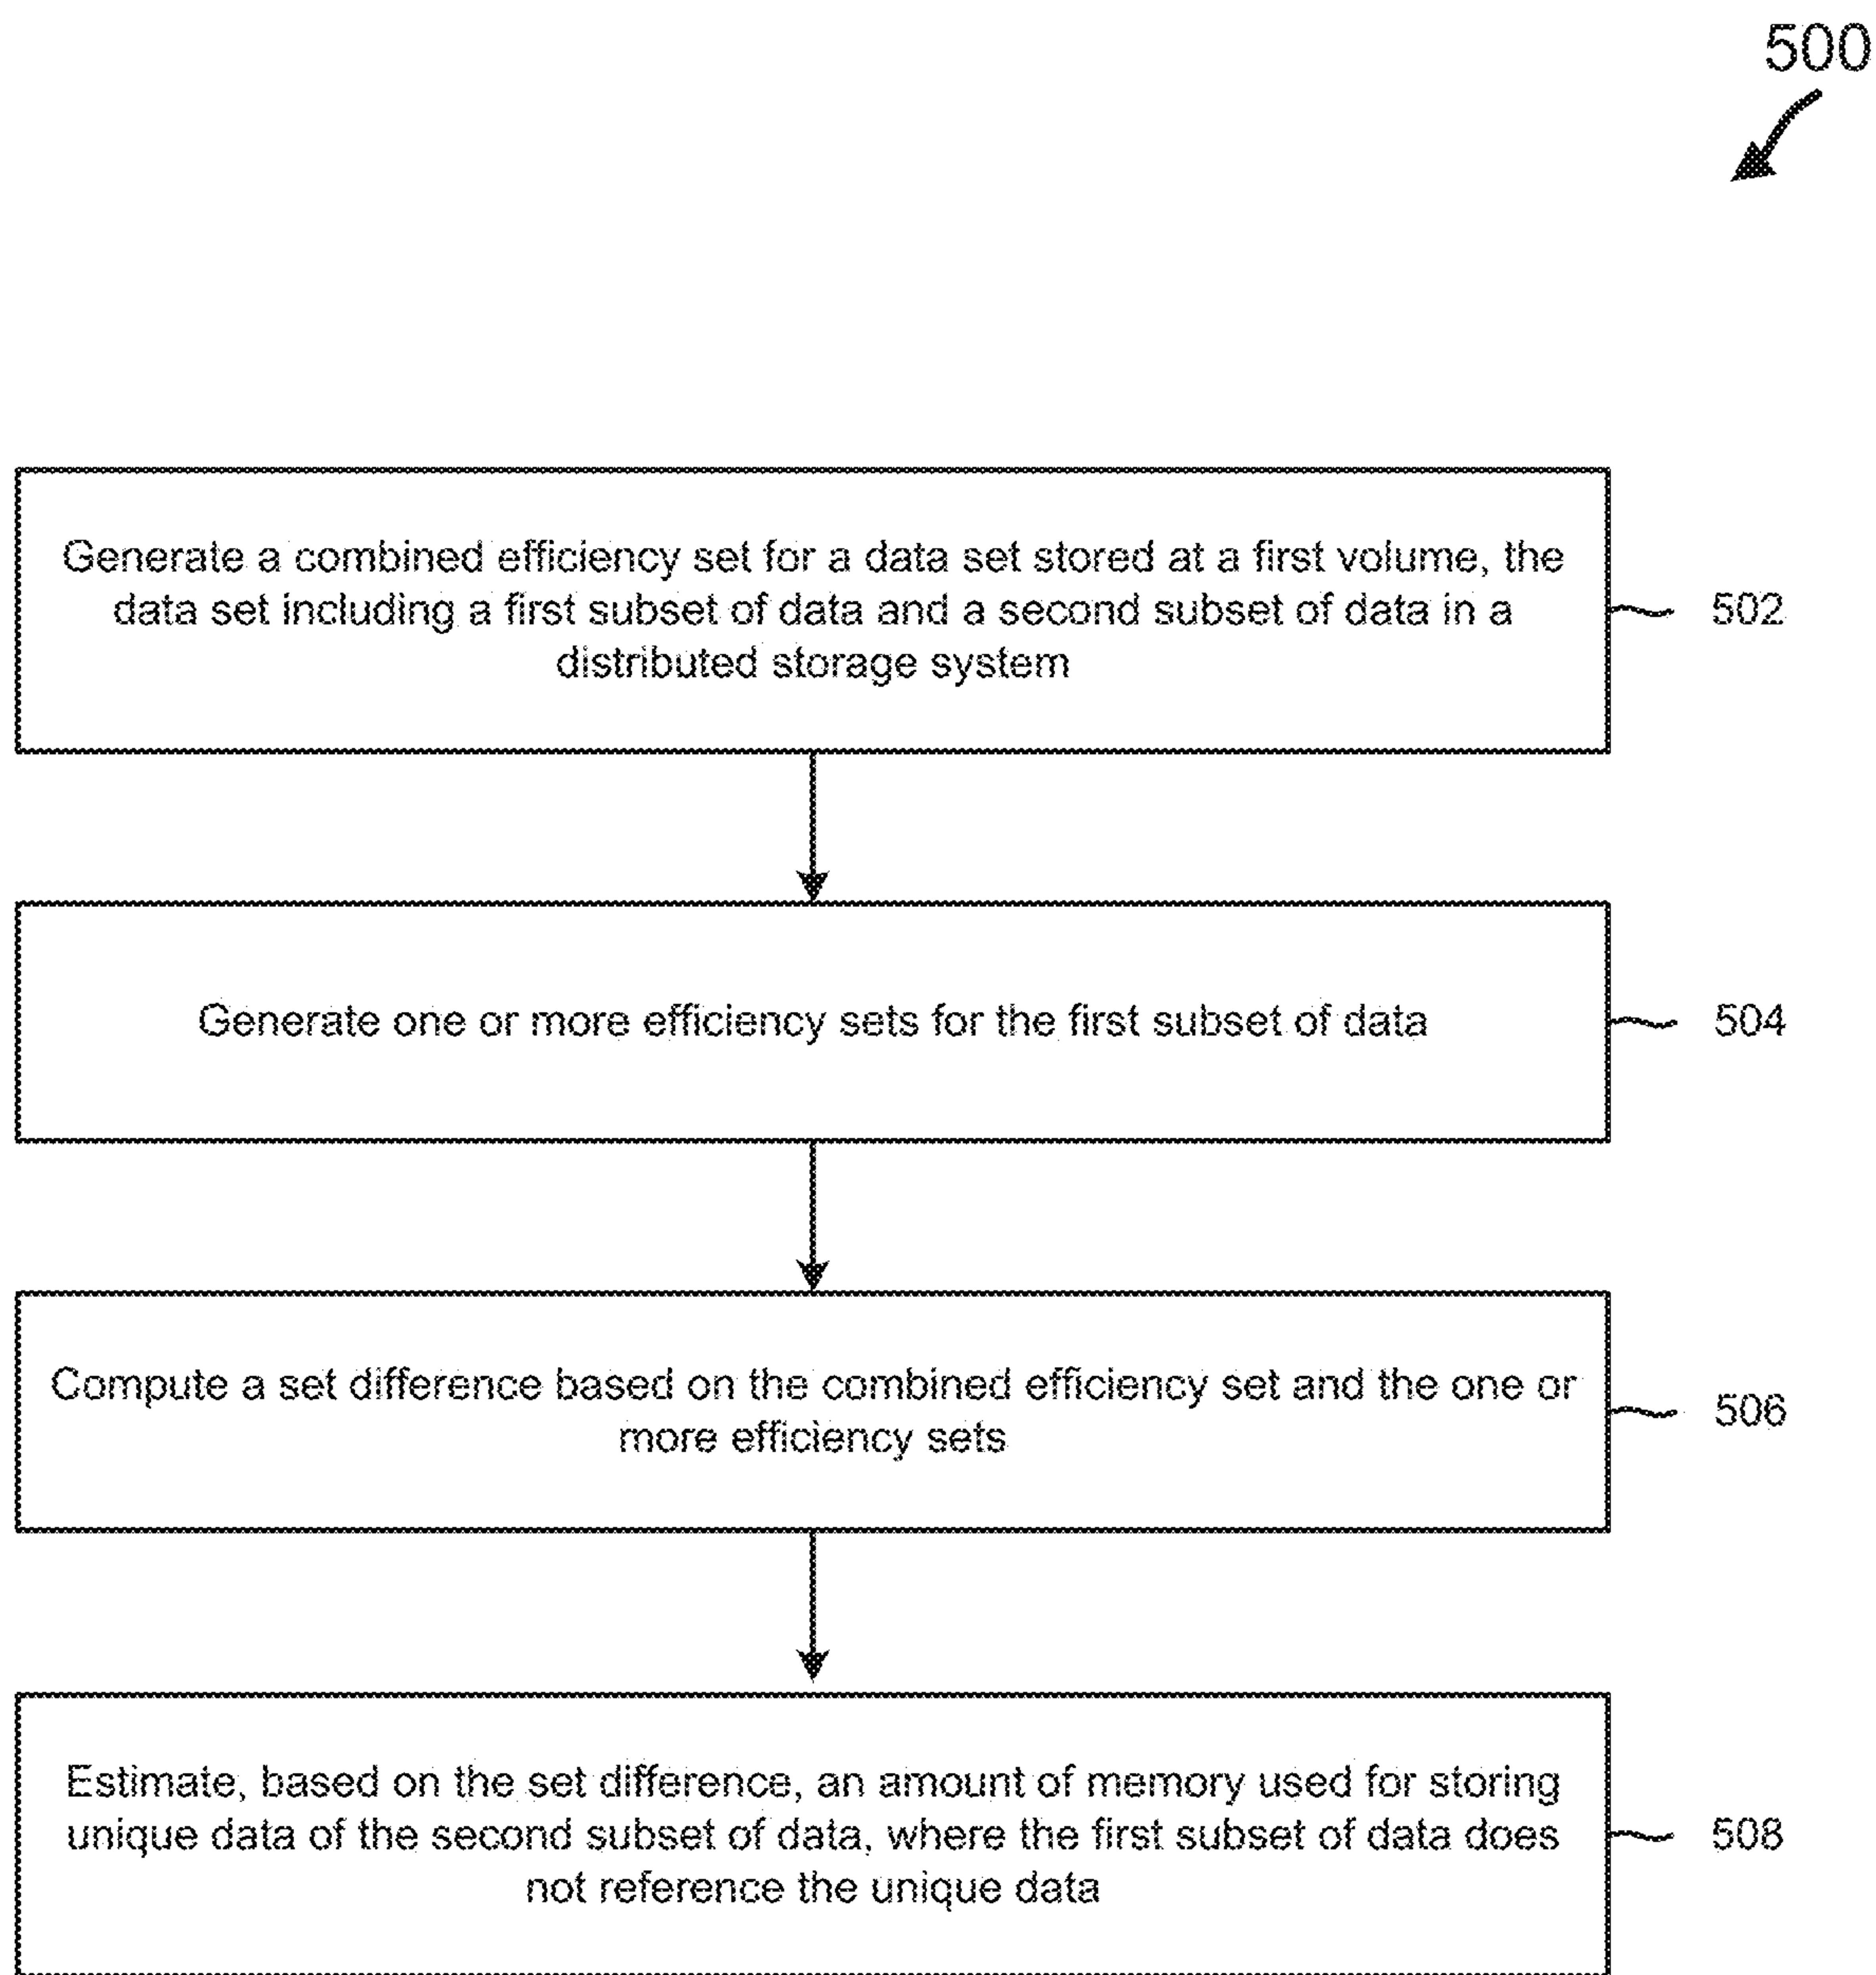 500
Generate a combined efficiency set for a data set stored at a first volume, the
data set including a first subset of data and a second subset of data in a
distributed storage system
502
Generate one or more efficiency sets for the first subset of data
504
Compute a set difference based on the combined efficiency set and the one or
more efficiency sets
506
Estimate, based on the set difference, an amount of memory used for storing
unique data of the second subset of data, where the first subset of data does
not reference the unique data
508